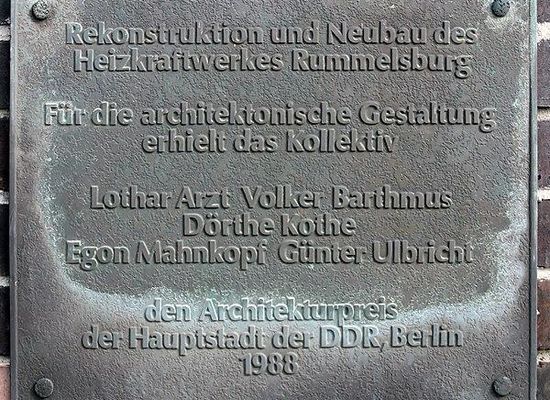 Rekonstruktion und Neubau des
Heizkraftwerkes Rummelsburg
Für die architektonische Gestaltung
erhielt das Kollektiv
Lothar Arzt Volker Barthmus
Dörthe Kothe
Egon Mahnkopf Günter Ulbricht
den Architekturpreis
der Hauptstadt der DDR, Berlin
1988